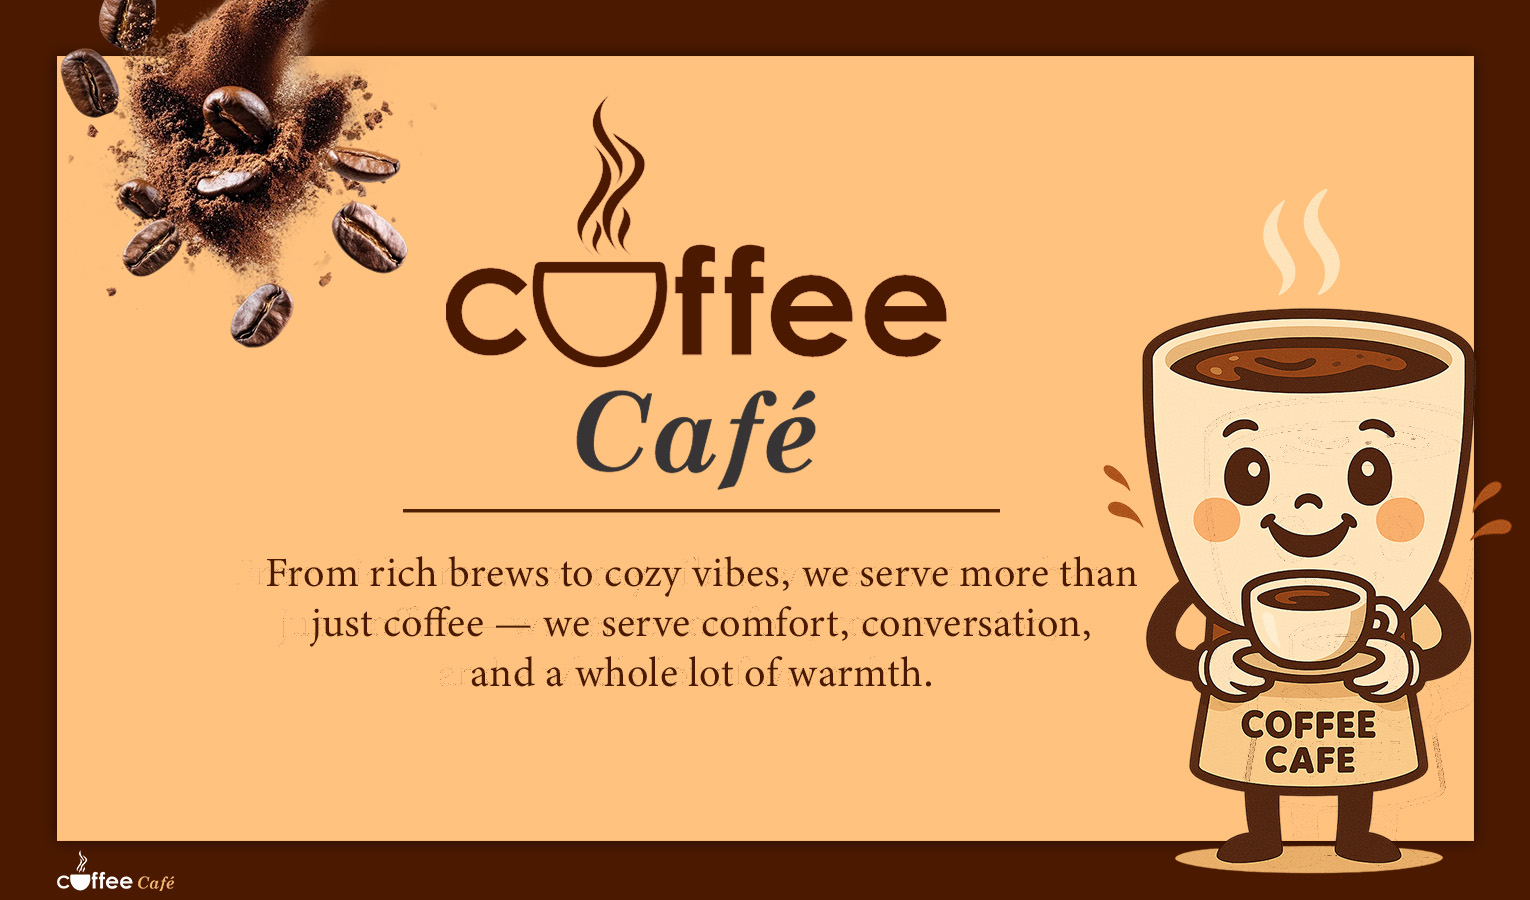 coffee
Café
From rich brews to cozy vibes, we serve more than
just coffee — we serve comfort, conversation,
and a whole lot of warmth.
COFFEE
CAFE
coffee Café